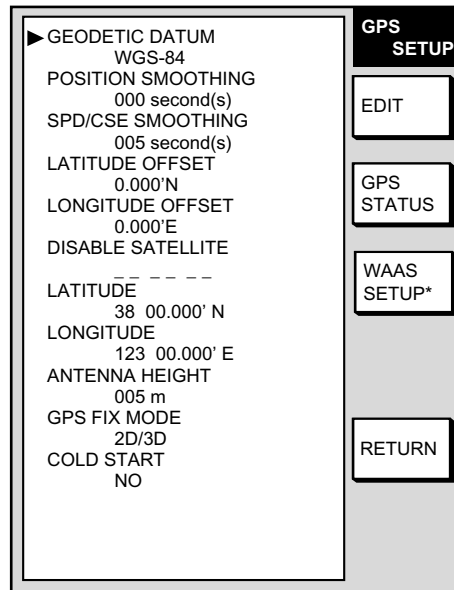 ▶GEODETIC DATUM
WGS-84
POSITION SMOOTHING
000 second(s)
SPD/CSE SMOOTHING
005 second(s)
LATITUDE OFFSET
0.000’N
LONGITUDE OFFSET
0.000’E
DISABLE SATELLITE
_ _  _ _  _ _
LATITUDE
38  00.000’ N
LONGITUDE
123  00.000’ E
ANTENNA HEIGHT
005 m
GPS FIX MODE
2D/3D
COLD START
NO
GPS
SETUP
EDIT
GPS
STATUS
WAAS
SETUP*
RETURN